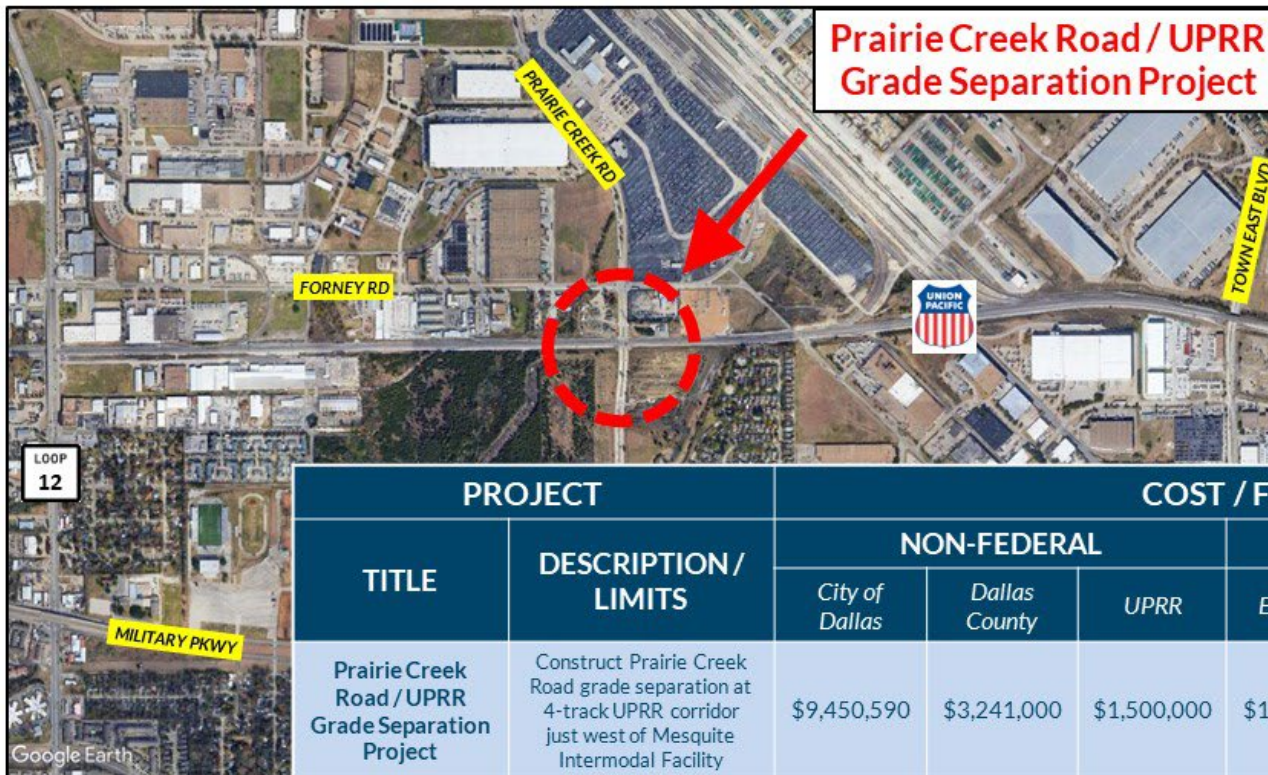 Prairie Creek Road / UPRR
Grade Separation Project
PRAIRIE CREEK RD
TOWN EAST BLVD
FORNEY RD
UNION
PACIFIC
LOOP
12
MILITARY PKWY
PROJECT
COST / F
TITLE
DESCRIPTION /
LIMITS
NON-FEDERAL
City of
Dallas
Dallas
County
UPRR
E
Prairie Creek
Road / UPRR
Grade Separation
Project
Construct Prairie Creek
Road grade separation at
4-track UPRR corridor
just west of Mesquite
Intermodal Facility
$9,450,590
$3,241,000
$1,500,000
$1
Google Earth